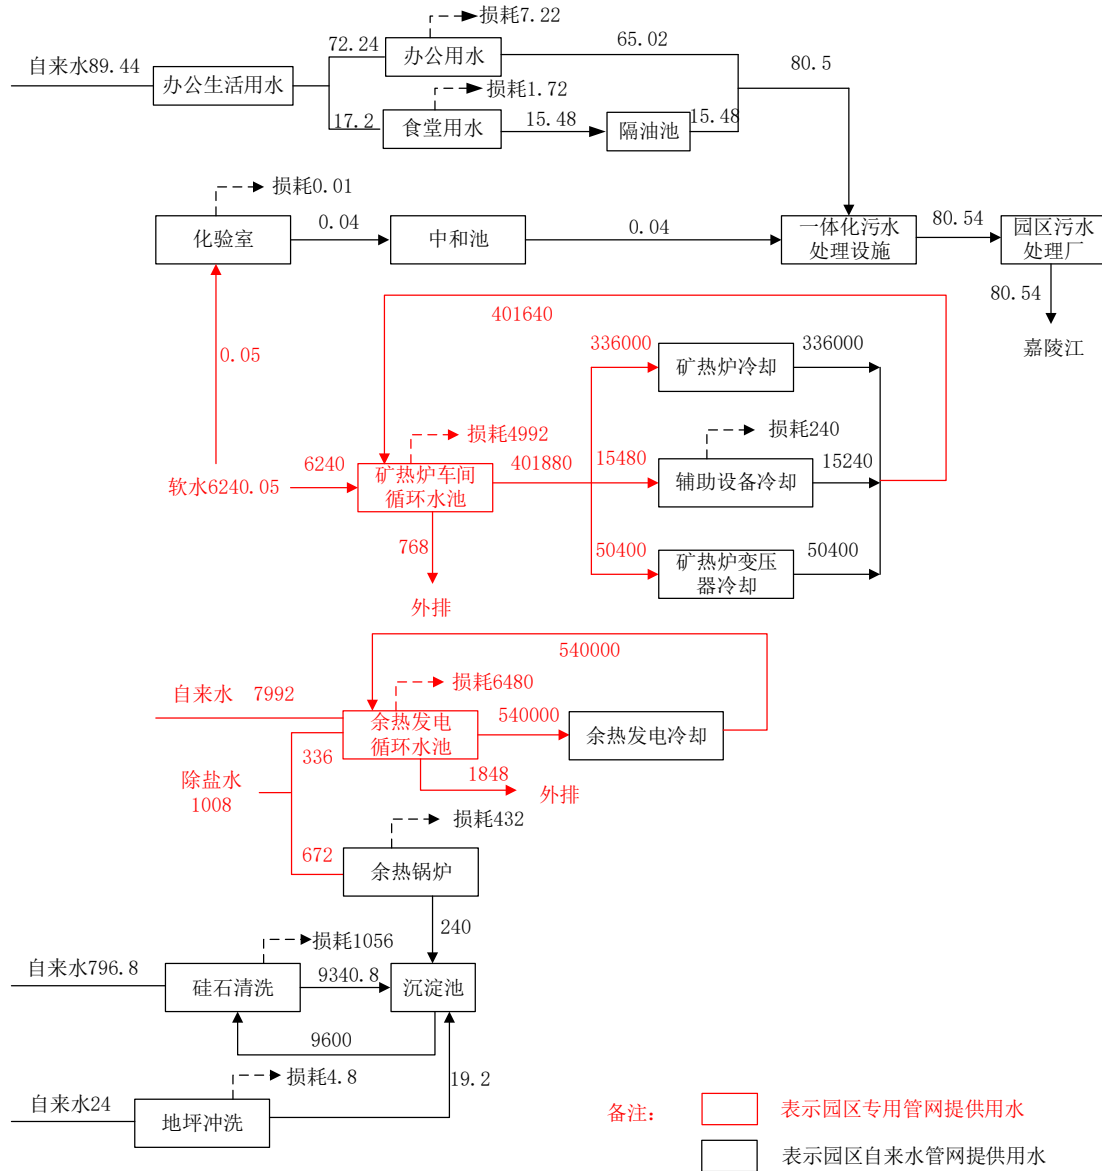 损耗7.22
自来水89.44
办公生活用水
72.24
办公用水
65.02
80.5
损耗1.72
17.2
食堂用水
15.48
隔油池
15.48
损耗0.01
化验室
0.04
中和池
0.04
一体化污水
处理设施
80.54
园区污水
处理厂
80.54
嘉陵江
0.05
401640
336000
矿热炉冷却
336000
损耗4992
损耗240
软水6240.05
6240
矿热炉车间
循环水池
401880
15480
辅助设备冷却
15240
768
外排
50400
矿热炉变压
器冷却
50400
540000
自来水 7992
损耗6480
余热发电
循环水池
540000
余热发电冷却
336
1848
外排
除盐水
1008
损耗432
672
余热锅炉
240
损耗1056
自来水796.8
硅石清洗
9340.8
沉淀池
9600
损耗4.8
19.2
自来水24
地坪冲洗
备注：
表示园区专用管网提供用水
表示园区自来水管网提供用水